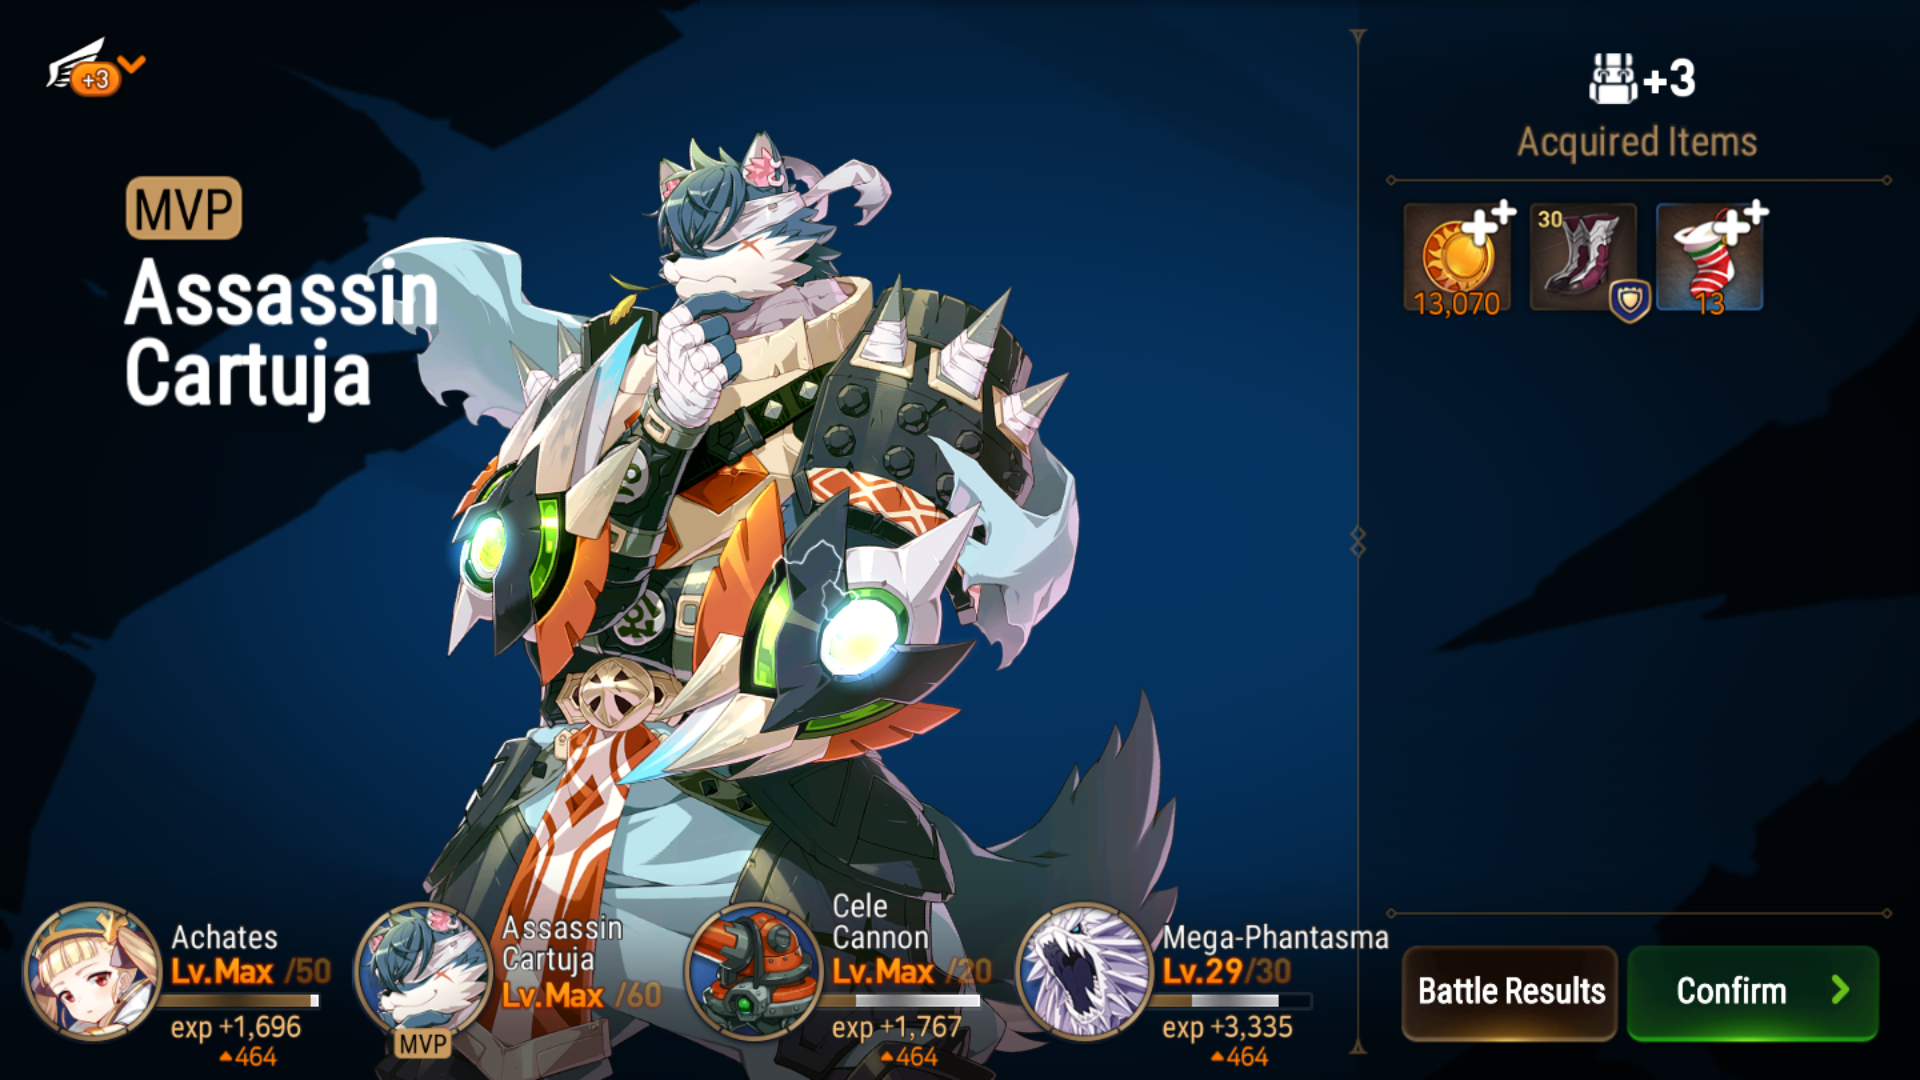 +3
MVP
Assassin
Cartuja
+3
Acquired Items
13,070
30
13
Achates
Lv.Max /50
exp +1,696
464
Assassin
Cartuja
Lv.Max /60
MVP
Cele
Cannon
Lv.Max /20
exp +1,767
464
Mega-Phantasma
Lv.29/30
exp +3,335
464
Battle Results
Confirm